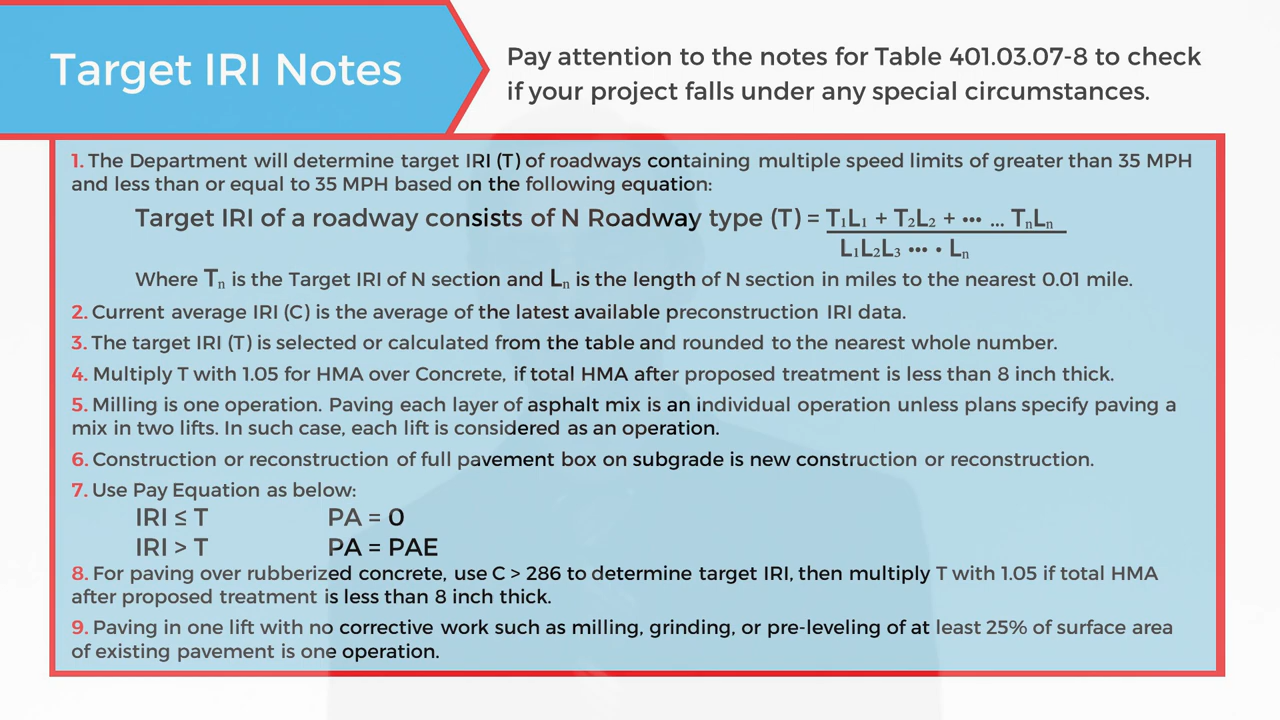 Target IRI Notes
Pay attention to the notes for Table 401.03.07-8 to check
if your project falls under any special circumstances.
1. The Department will determine target IRI (T) of roadways containing multiple speed limits of greater than 35 MPH
and less than or equal to 35 MPH based on the following equation:
Target IRI of a roadway consists of N Roadway type (T) = T₁L₁ + T₂L₂ + ••• ... TₙLₙ
L₁L₂L₃ ••• • Lₙ
Where Tₙ is the Target IRI of N section and Lₙ is the length of N section in miles to the nearest 0.01 mile.
2. Current average IRI (C) is the average of the latest available preconstruction IRI data.
3. The target IRI (T) is selected or calculated from the table and rounded to the nearest whole number.
4. Multiply T with 1.05 for HMA over Concrete, if total HMA after proposed treatment is less than 8 inch thick.
5. Milling is one operation. Paving each layer of asphalt mix is an individual operation unless plans specify paving a
mix in two lifts. In such case, each lift is considered as an operation.
6. Construction or reconstruction of full pavement box on subgrade is new construction or reconstruction.
7. Use Pay Equation as below:
IRI ≤ T PA = 0
IRI > T PA = PAE
8. For paving over rubberized concrete, use C > 286 to determine target IRI, then multiply T with 1.05 if total HMA
after proposed treatment is less than 8 inch thick.
9. Paving in one lift with no corrective work such as milling, grinding, or pre-leveling of at least 25% of surface area
of existing pavement is one operation.